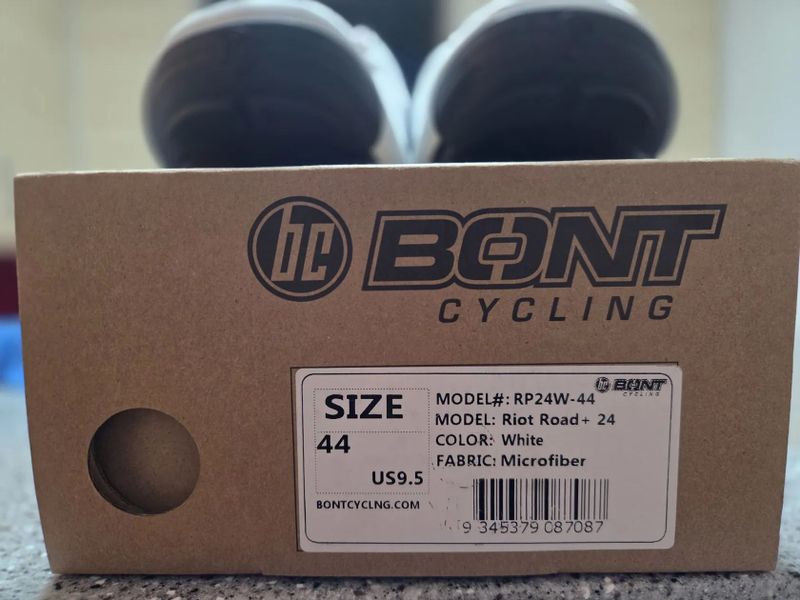 bc BONT
CYCLING
bc BONT
CYCLING
SIZE
44
US9.5
BONTCYCLNG.COM
MODEL#: RP24W-44
MODEL: Riot Road+ 24
COLOR: White
FABRIC: Microfiber
9 345379 087087